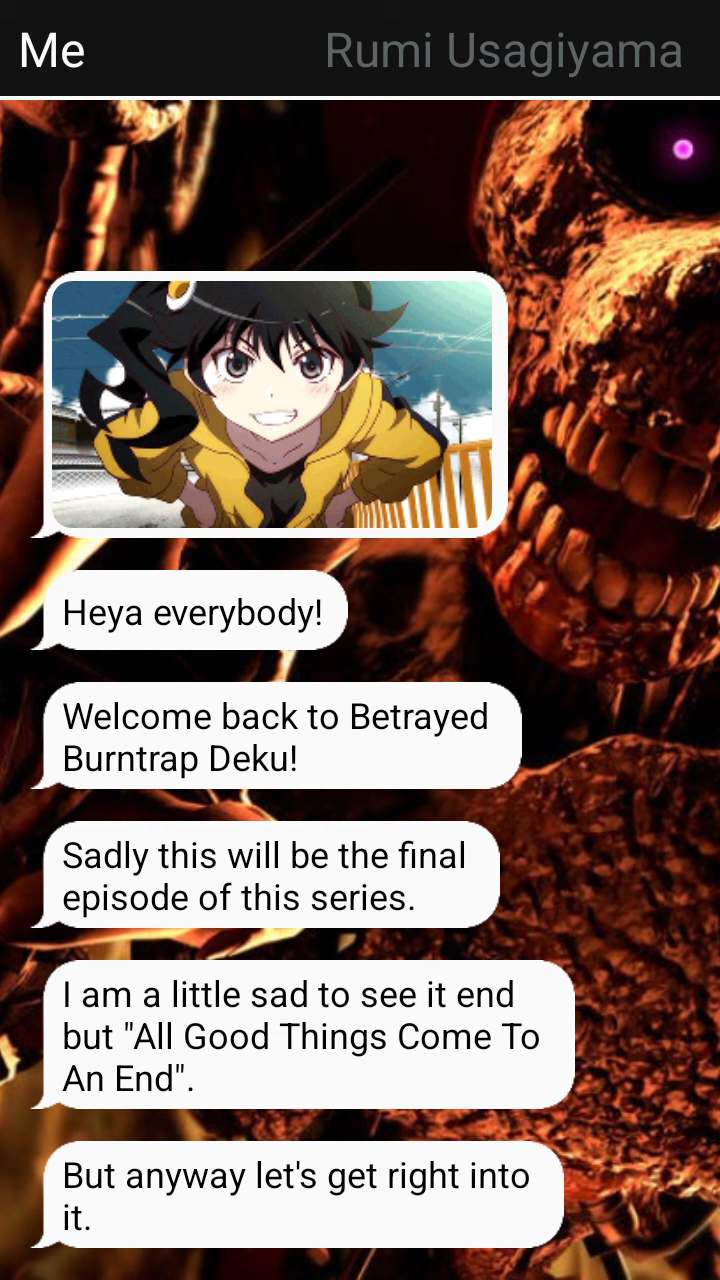 Me
Rumi Usagiyama
Heya everybody!
Welcome back to Betrayed
Burntrap Deku!
Sadly this will be the final
episode of this series.
I am a little sad to see it end
but "All Good Things Come To
An End".
But anyway let's get right into
it.